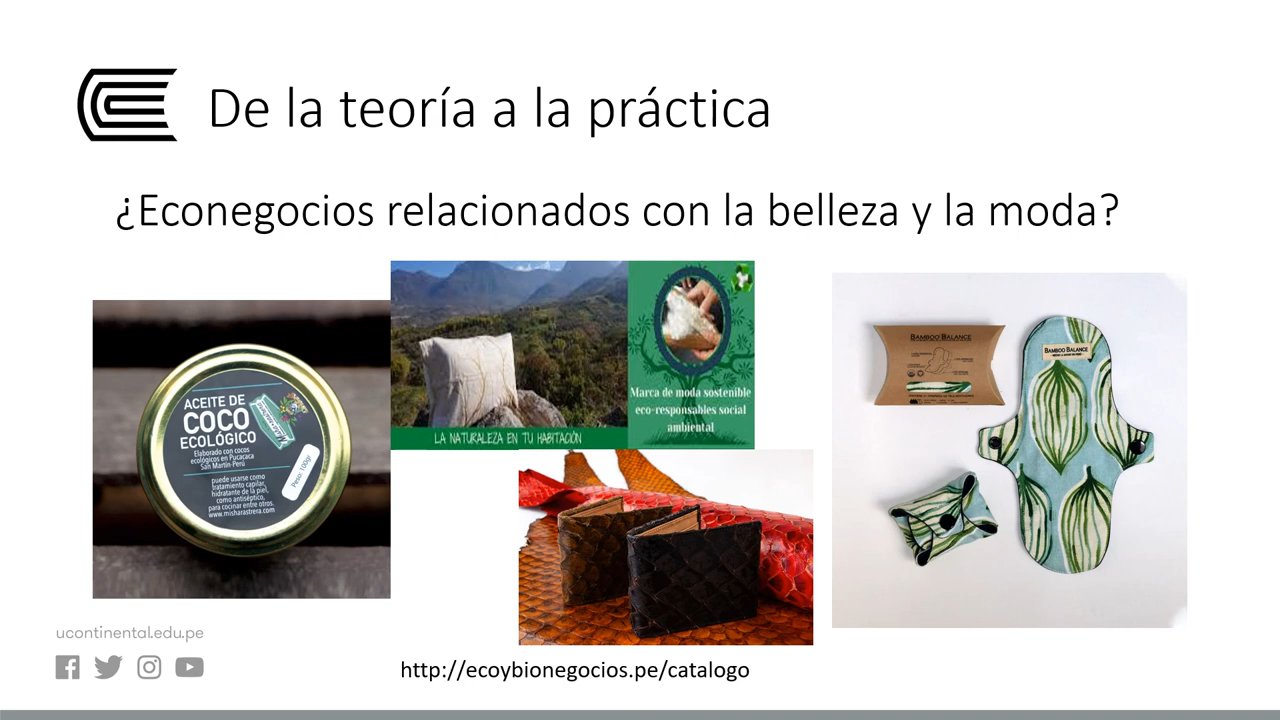 De la teoría a la práctica
¿Econegocios relacionados con la belleza y la moda?
ACEITE DE
COCO
ECOLÓGICO
Elaborado con cocos
ecológicos en Pucacaca
San Martín-Perú
Peso: 100gr
puede usarse como
tratamiento capilar,
hidratante de la piel,
como antiséptico,
para cocinar entre otros.
www.misharastrera.com
Marca de moda sostenible
eco-responsables social
ambiental
LA NATURALEZA EN TU HABITACIÓN
BAMBOO BALANCE
BAMBOO BALANCE
ucontinental.edu.pe
http://ecoybionegocios.pe/catalogo